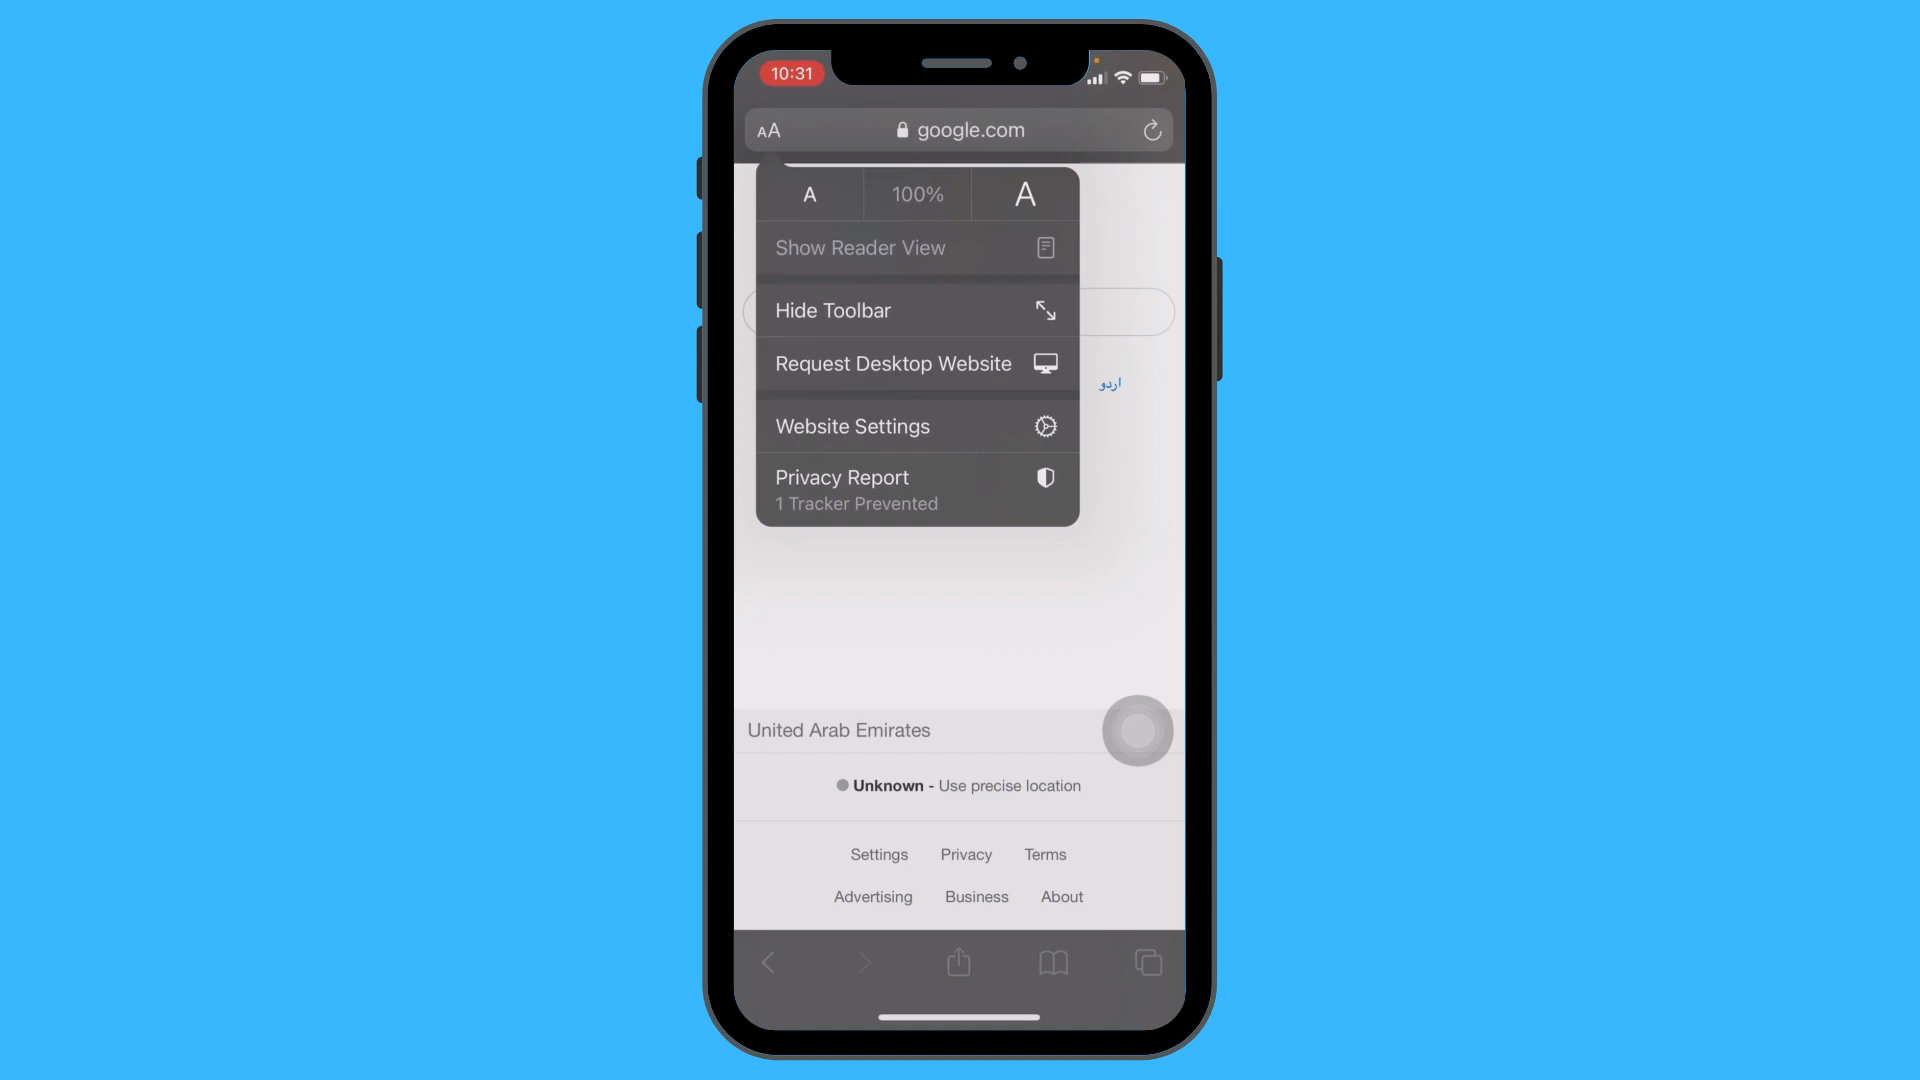 10:31
AA google.com
A 100% A
Show Reader View
Hide Toolbar
Request Desktop Website
اردو
Website Settings
Privacy Report
1 Tracker Prevented
United Arab Emirates
Unknown - Use precise location
Settings Privacy Terms
Advertising Business About